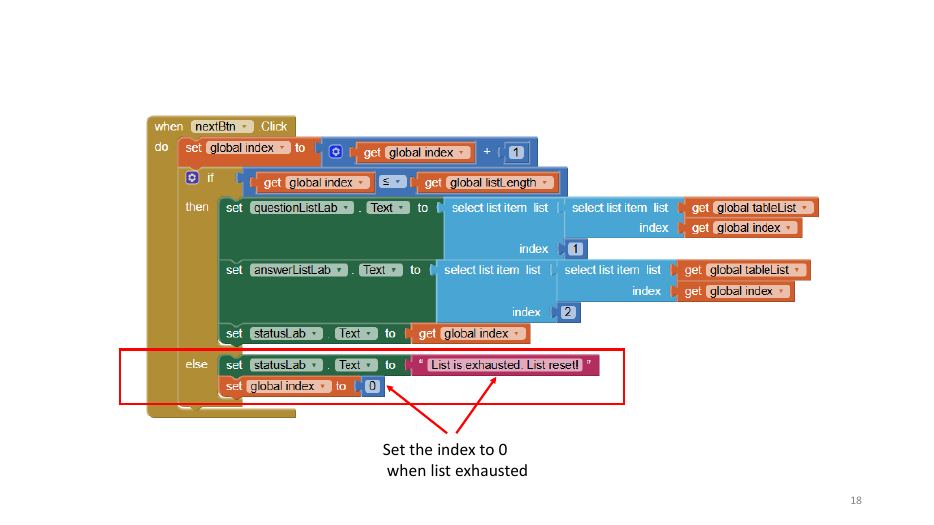 when nextBtn . Click
do set global index to get global index + 1
if get global index ≤ get global listLength
then set questionListLab . Text to select list item list select list item list get global tableList
index get global index
index 1
set answerListLab . Text to select list item list select list item list get global tableList
index get global index
index 2
set statusLab . Text to get global index
else set statusLab . Text to “ List is exhausted. List reset! ”
set global index to 0
Set the index to 0
when list exhausted
18